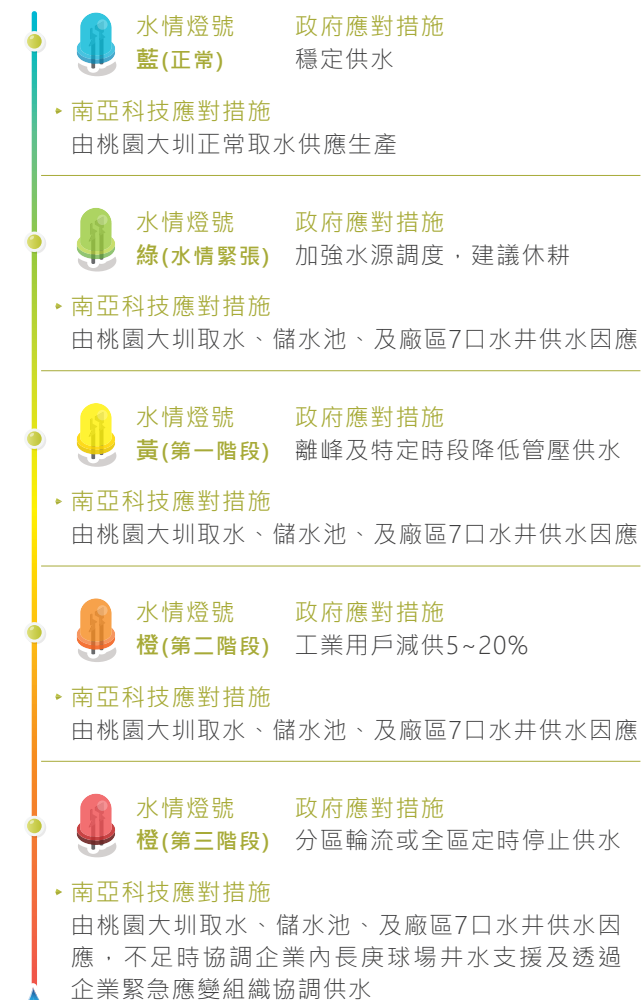 水情燈號 政府應對措施
藍(正常) 穩定供水
南亞科技應對措施
由桃園大圳正常取水供應生產
水情燈號 政府應對措施
綠(水情緊張) 加強水源調度，建議休耕
南亞科技應對措施
由桃園大圳取水、儲水池、及廠區7口水井供水因應
水情燈號 政府應對措施
黃(第一階段) 離峰及特定時段降低管壓供水
南亞科技應對措施
由桃園大圳取水、儲水池、及廠區7口水井供水因應
水情燈號 政府應對措施
橙(第二階段) 工業用戶減供5~20%
南亞科技應對措施
由桃園大圳取水、儲水池、及廠區7口水井供水因應
水情燈號 政府應對措施
橙(第三階段) 分區輪流或全區定時停止供水
南亞科技應對措施
由桃園大圳取水、儲水池、及廠區7口水井供水因
應，不足時協調企業內長庚球場井水支援及透過
企業緊急應變組織協調供水